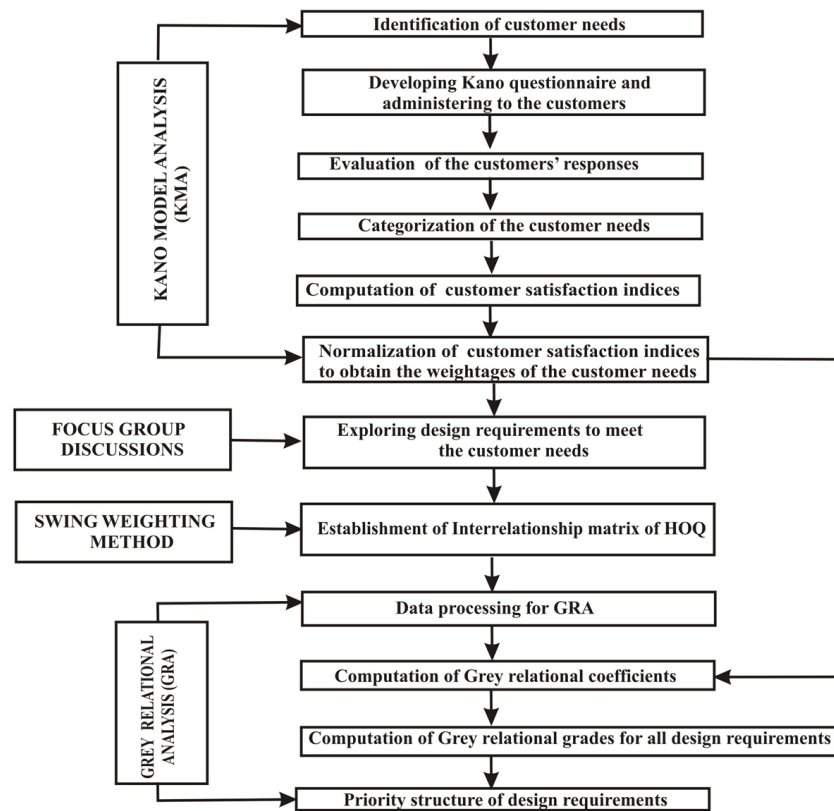 Identification of customer needs
Developing Kano questionnaire and
administering to the customers
KANO MODEL ANALYSIS
(KMA)
Evaluation of the customers’ responses
Categorization of the customer needs
Computation of customer satisfaction indices
Normalization of customer satisfaction indices
to obtain the weightages of the customer needs
FOCUS GROUP
DISCUSSIONS
Exploring design requirements to meet
the customer needs
SWING WEIGHTING
METHOD
Establishment of Interrelationship matrix of HOQ
GREY RELATIONAL
ANALYSIS (GRA)
Data processing for GRA
Computation of Grey relational coefficients
Computation of Grey relational grades for all design requirements
Priority structure of design requirements